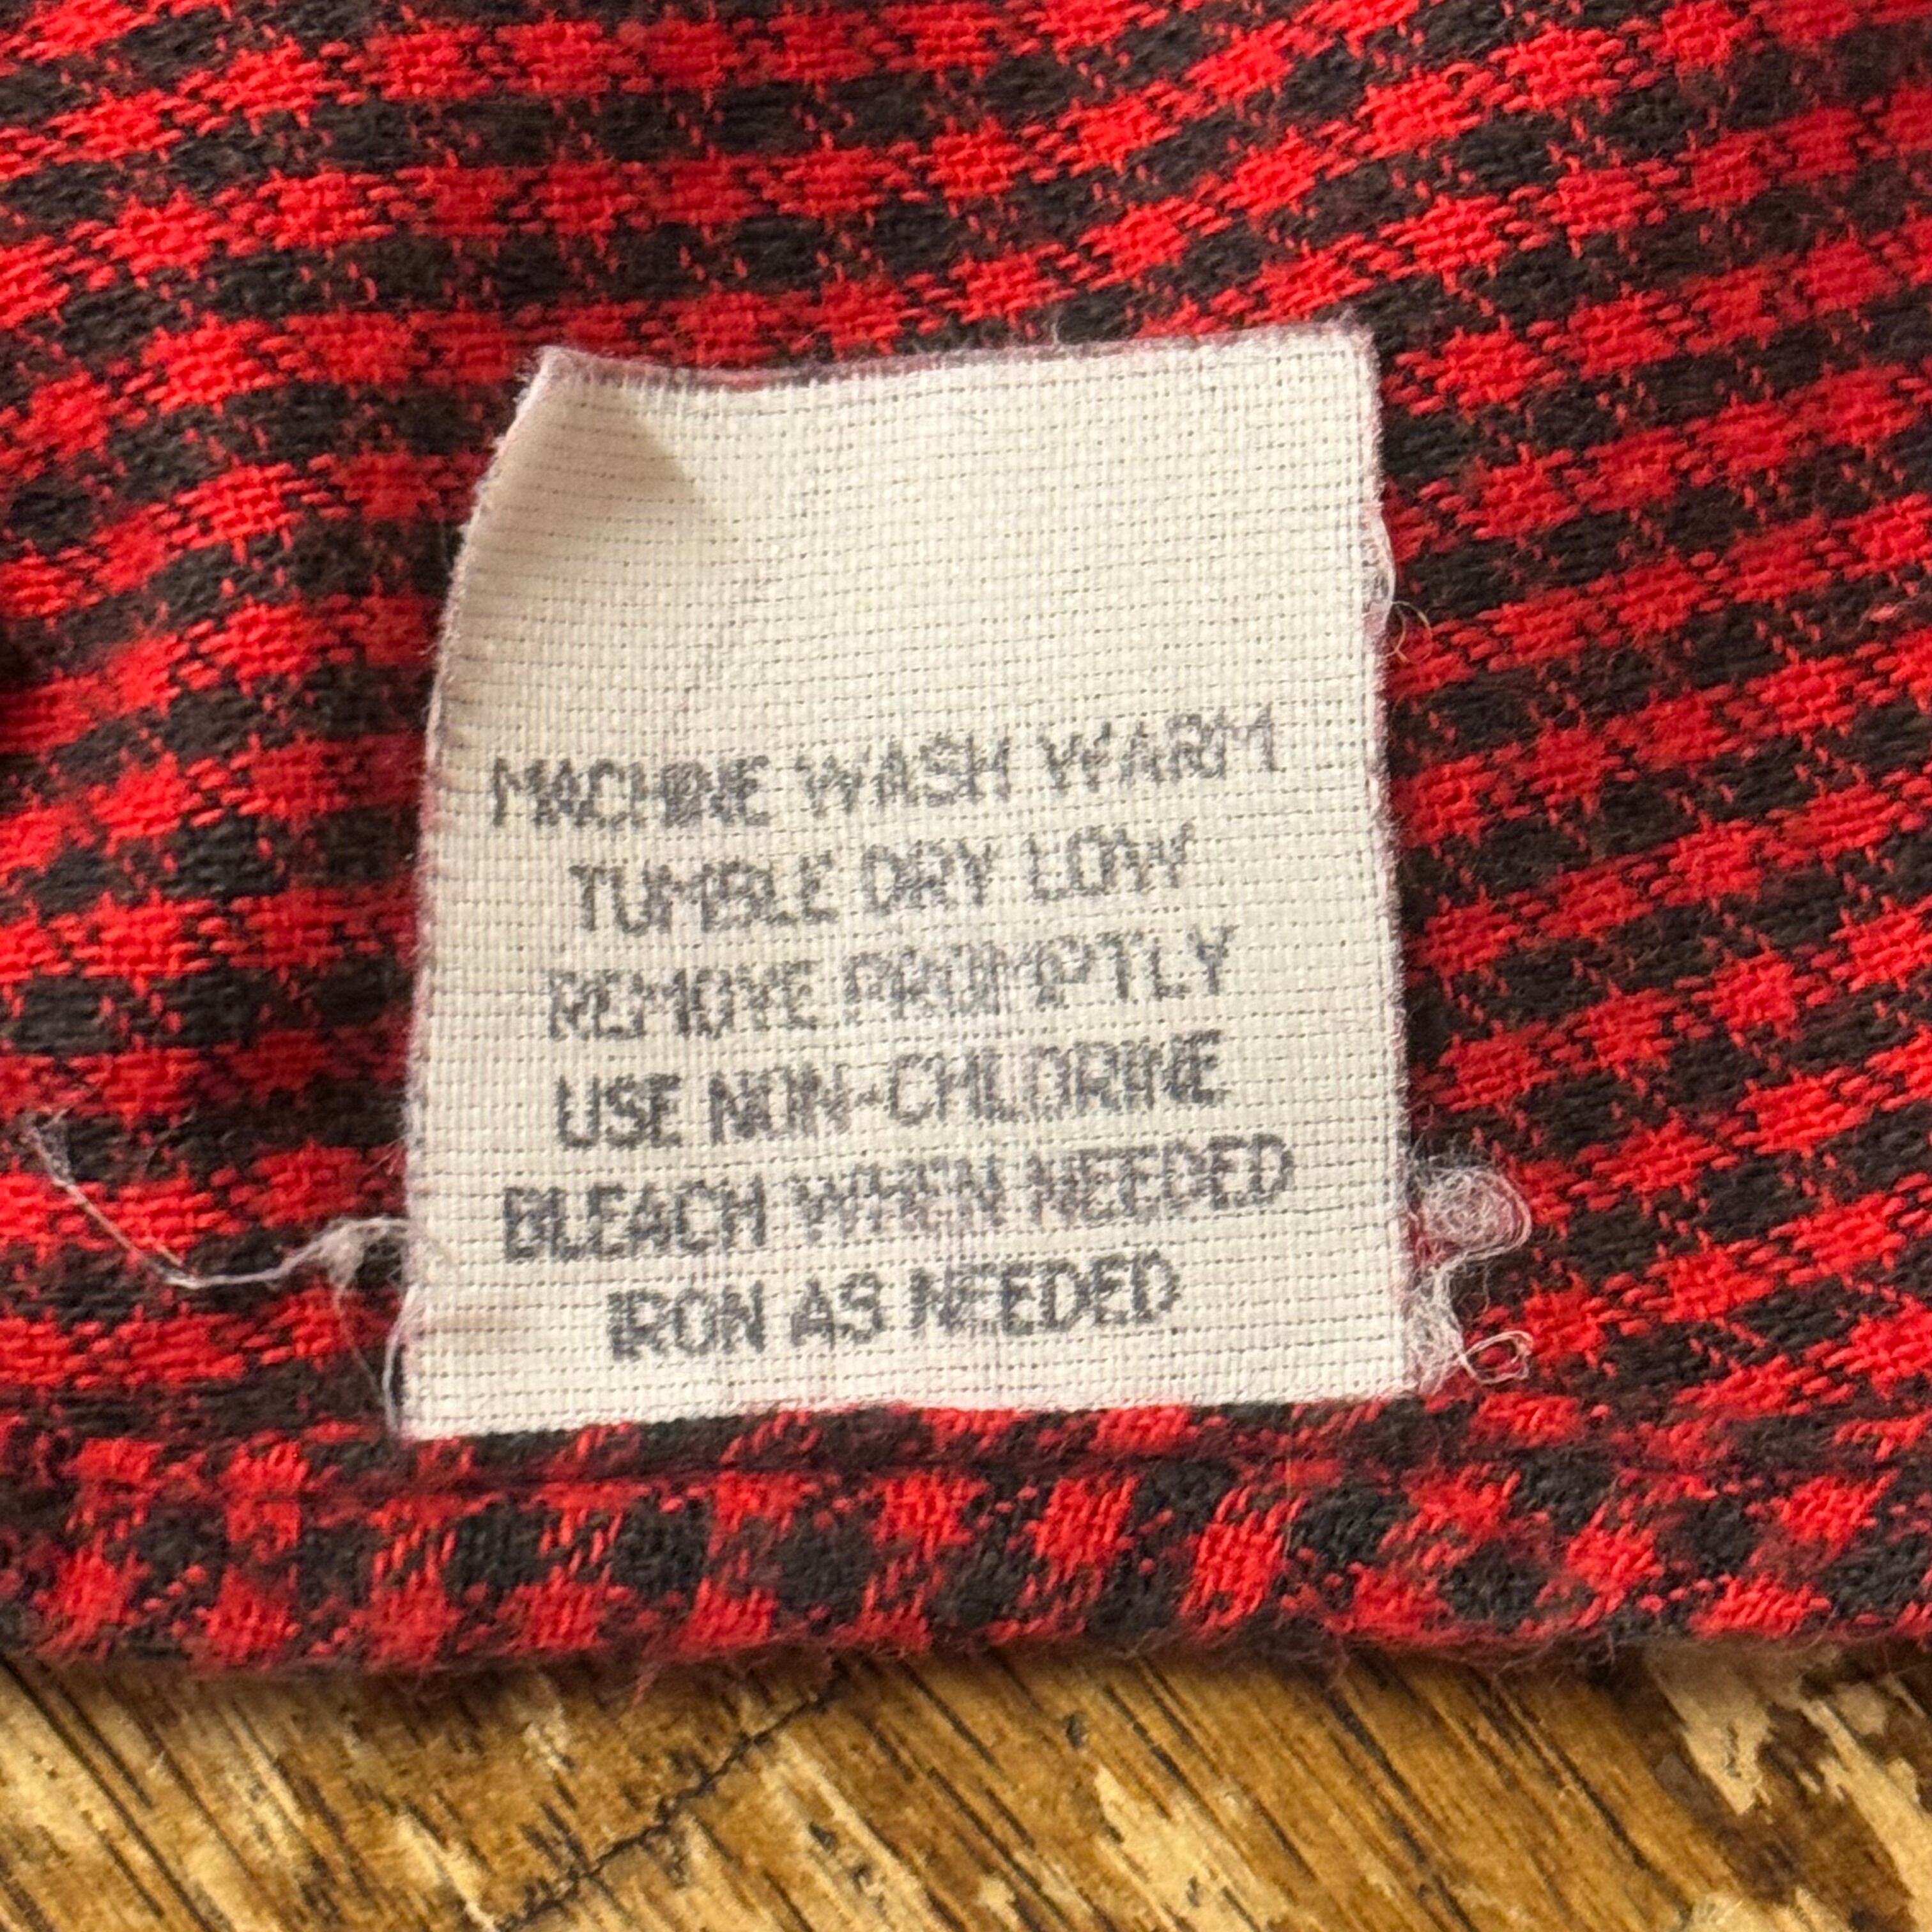 MACHINE WASH WARM
TUMBLE DRY LOW
REMOVE PROMPTLY
USE NON-CHLORINE
BLEACH WHEN NEEDED
IRON AS NEEDED